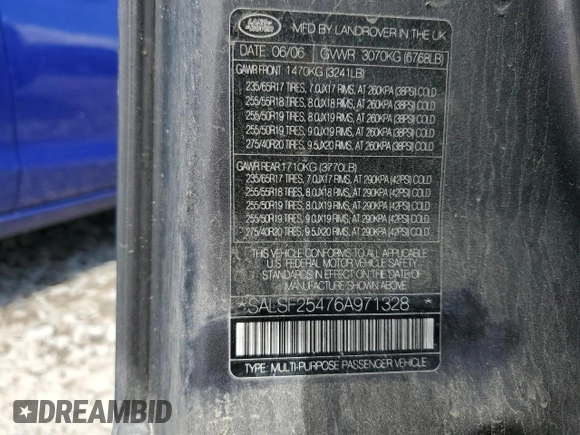 LAND
ROVER
MFD BY LANDROVER IN THE UK
DATE 06/06 GVWR 3070KG (6768LB)
GAWR FRONT 1470KG (3241LB)
235/65R17 TIRES, 7.0JX17 RIMS, AT 260KPA (38PSI) COLD
255/55R18 TIRES, 8.0JX18 RIMS, AT 260KPA (38PSI) COLD
255/50R19 TIRES, 8.0JX19 RIMS, AT 260KPA (38PSI) COLD
255/50R19 TIRES, 9.0JX19 RIMS, AT 260KPA (38PSI) COLD
275/40R20 TIRES, 9.5JX20 RIMS, AT 260KPA (38PSI) COLD
GAWR REAR 1710KG (3770LB)
235/65R17 TIRES, 7.0JX17 RIMS, AT 290KPA (42PSI) COLD
255/55R18 TIRES, 8.0JX18 RIMS, AT 290KPA (42PSI) COLD
255/50R19 TIRES, 8.0JX19 RIMS, AT 290KPA (42PSI) COLD
255/50R19 TIRES, 9.0JX19 RIMS, AT 290KPA (42PSI) COLD
275/40R20 TIRES, 9.5JX20 RIMS, AT 290KPA (42PSI) COLD
THIS VEHICLE CONFORMS TO ALL APPLICABLE
U.S. FEDERAL MOTOR VEHICLE SAFETY
STANDARDS IN EFFECT ON THE DATE OF
MANUFACTURE SHOWN ABOVE.
*SALSF25476A971328 *
TYPE: MULTI-PURPOSE PASSENGER VEHICLE
DREAMBID